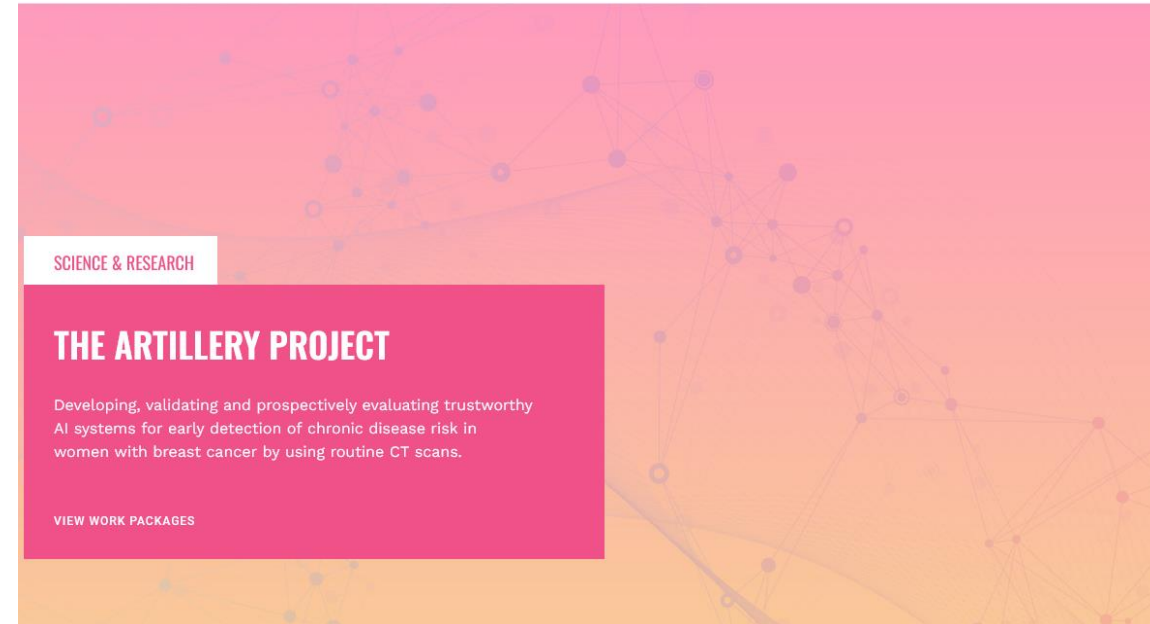 SCIENCE & RESEARCH
THE ARTILLERY PROJECT
Developing, validating and prospectively evaluating trustworthy
AI systems for early detection of chronic disease risk in
women with breast cancer by using routine CT scans.
VIEW WORK PACKAGES